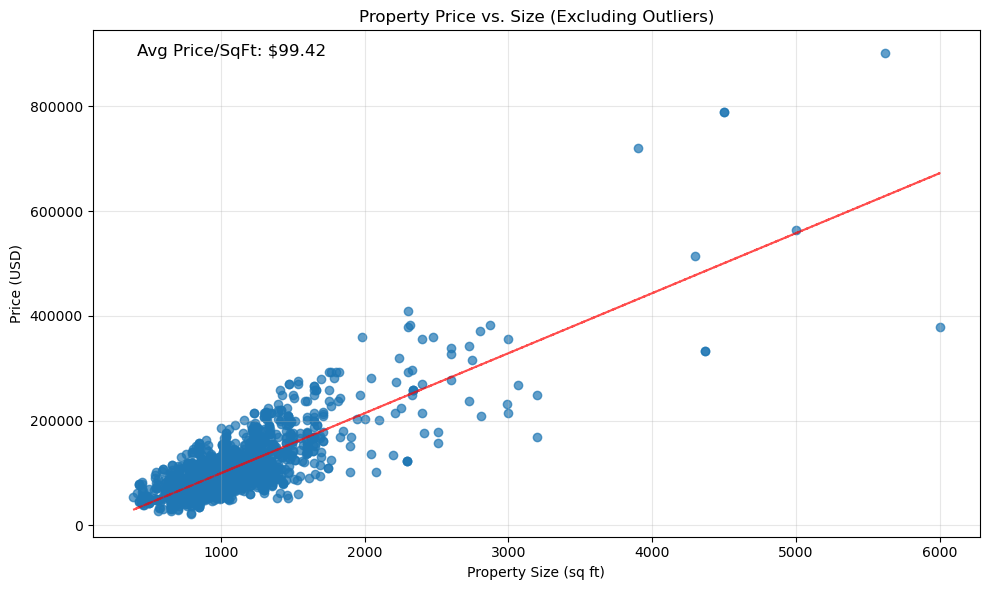 Property Price vs. Size (Excluding Outliers)
Avg Price/SqFt: $99.42
Price (USD)
800000
600000
400000
200000
0
1000 2000 3000 4000 5000 6000
Property Size (sq ft)